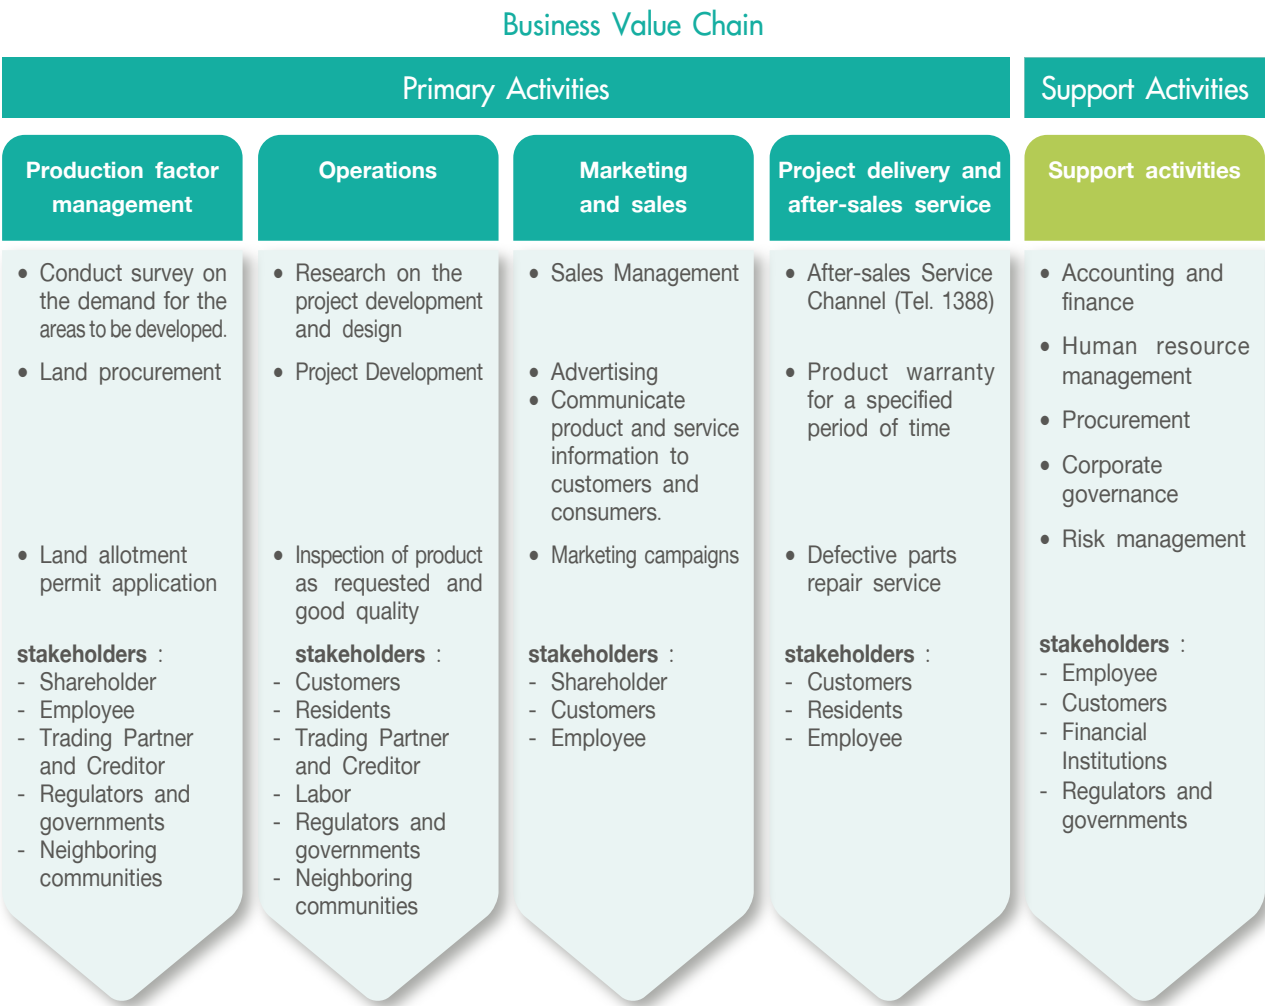 Business Value Chain
Primary Activities
Support Activities
Production factor
management
• Conduct survey on
the demand for the
areas to be developed.
• Land procurement
• Land allotment
permit application
stakeholders :
- Shareholder
- Employee
- Trading Partner
and Creditor
- Regulators and
governments
- Neighboring
communities
Operations
• Research on the
project development
and design
• Project Development
• Inspection of product
as requested and
good quality
stakeholders :
- Customers
- Residents
- Trading Partner
and Creditor
- Labor
- Regulators and
governments
- Neighboring
communities
Marketing
and sales
• Sales Management
• Advertising
• Communicate
product and service
information to
customers and
consumers.
• Marketing campaigns
stakeholders :
- Shareholder
- Customers
- Employee
Project delivery and
after-sales service
• After-sales Service
Channel (Tel. 1388)
• Product warranty
for a specified
period of time
• Defective parts
repair service
stakeholders :
- Customers
- Residents
- Employee
Support activities
• Accounting and
finance
• Human resource
management
• Procurement
• Corporate
governance
• Risk management
stakeholders :
- Employee
- Customers
- Financial
Institutions
- Regulators and
governments